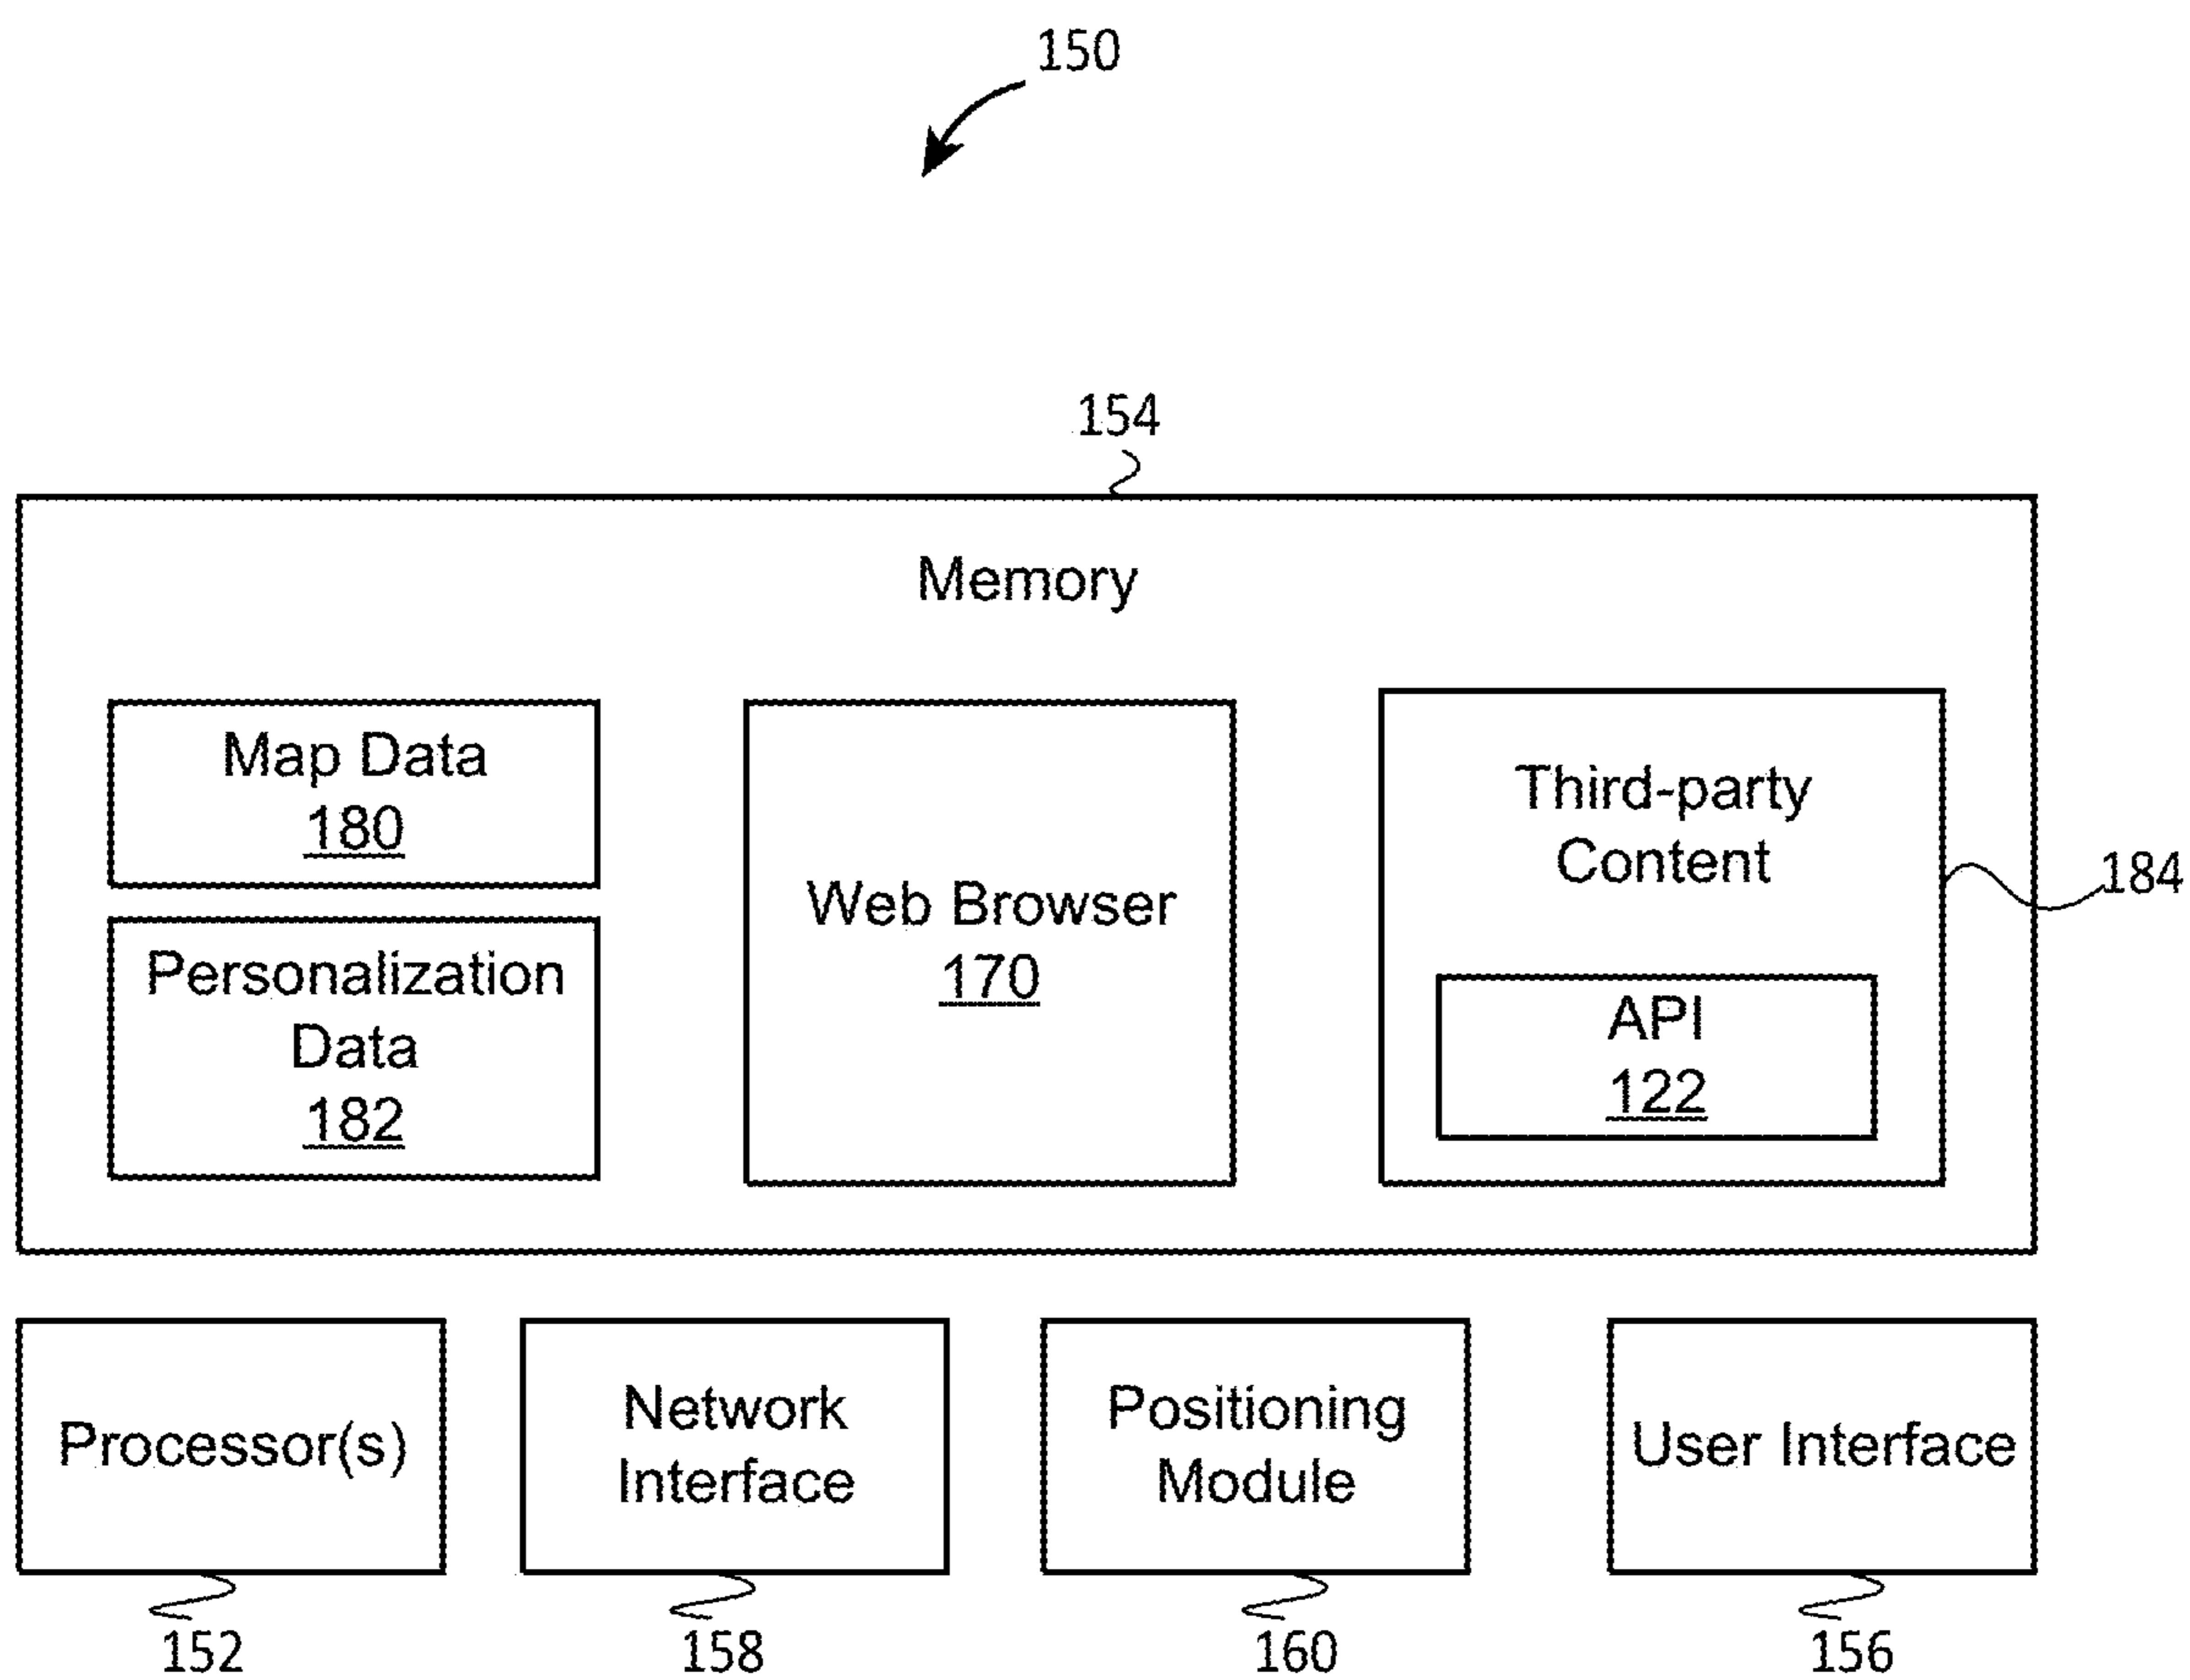 150
154
Memory
Map Data
180
Personalization
Data
182
Web Browser
170
Third-party
Content
API
122
184
Processor(s)
Network
Interface
Positioning
Module
User Interface
152
158
160
156